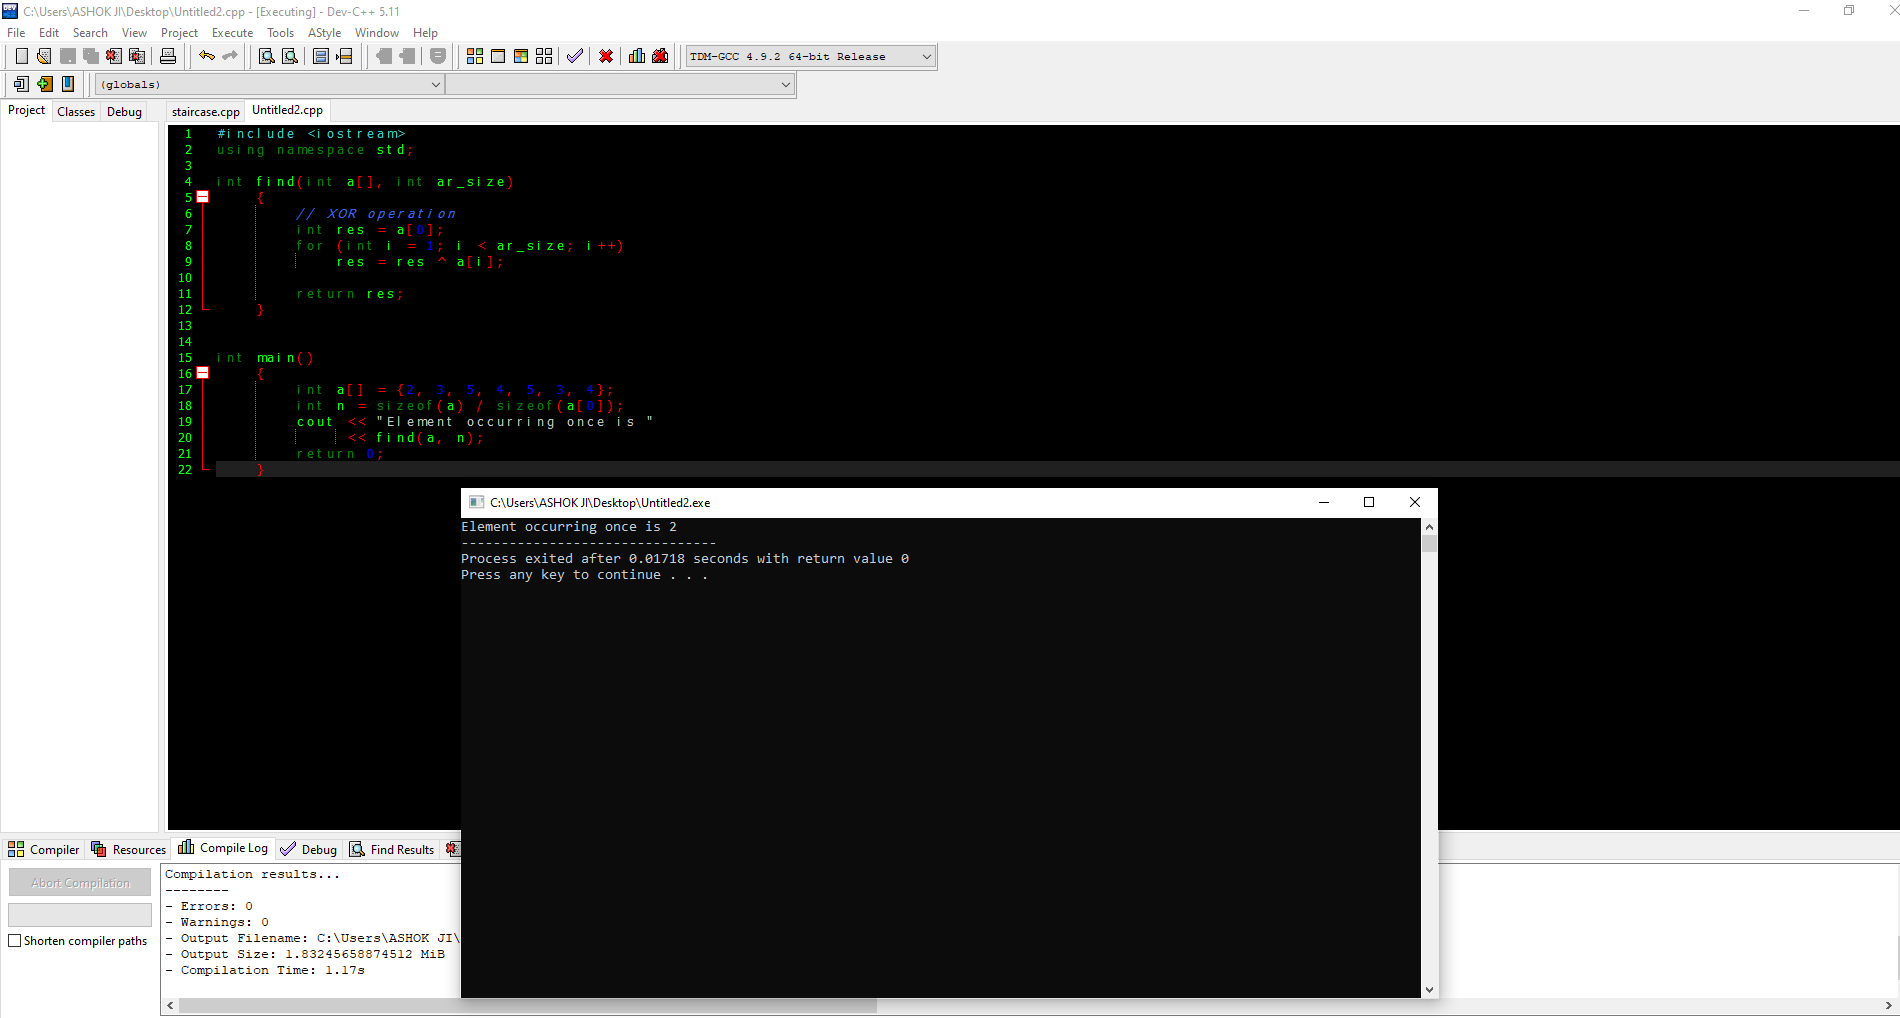 C:\Users\ASHOK JI\Desktop\Untitled2.cpp - [Executing] - Dev-C++ 5.11
File Edit Search View Project Execute Tools AStyle Window Help
TDM-GCC 4.9.2 64-bit Release
(globals)
Project Classes Debug staircase.cpp Untitled2.cpp
1 #include <iostream>
2 using namespace std;
3
4 int find(int a[], int ar_size)
5 {
6 // XOR operation
7 int res = a[0];
8 for (int i = 1; i < ar_size; i++)
9 res = res ^ a[i];
10
11 return res;
12 }
13
14
15 int main()
16 {
17 int a[] = {2, 3, 5, 4, 5, 3, 4};
18 int n = sizeof(a) / sizeof(a[0]);
19 cout << "Element occurring once is "
20 << find(a, n);
21 return 0;
22 }
C:\Users\ASHOK JI\Desktop\Untitled2.exe
Element occurring once is 2
--------------------------------
Process exited after 0.01718 seconds with return value 0
Press any key to continue . . .
Compiler Resources Compile Log Debug Find Results
Abort Compilation
Shorten compiler paths
Compilation results...
--------
- Errors: 0
- Warnings: 0
- Output Filename: C:\Users\ASHOK JI\
- Output Size: 1.83245658874512 MiB
- Compilation Time: 1.17s